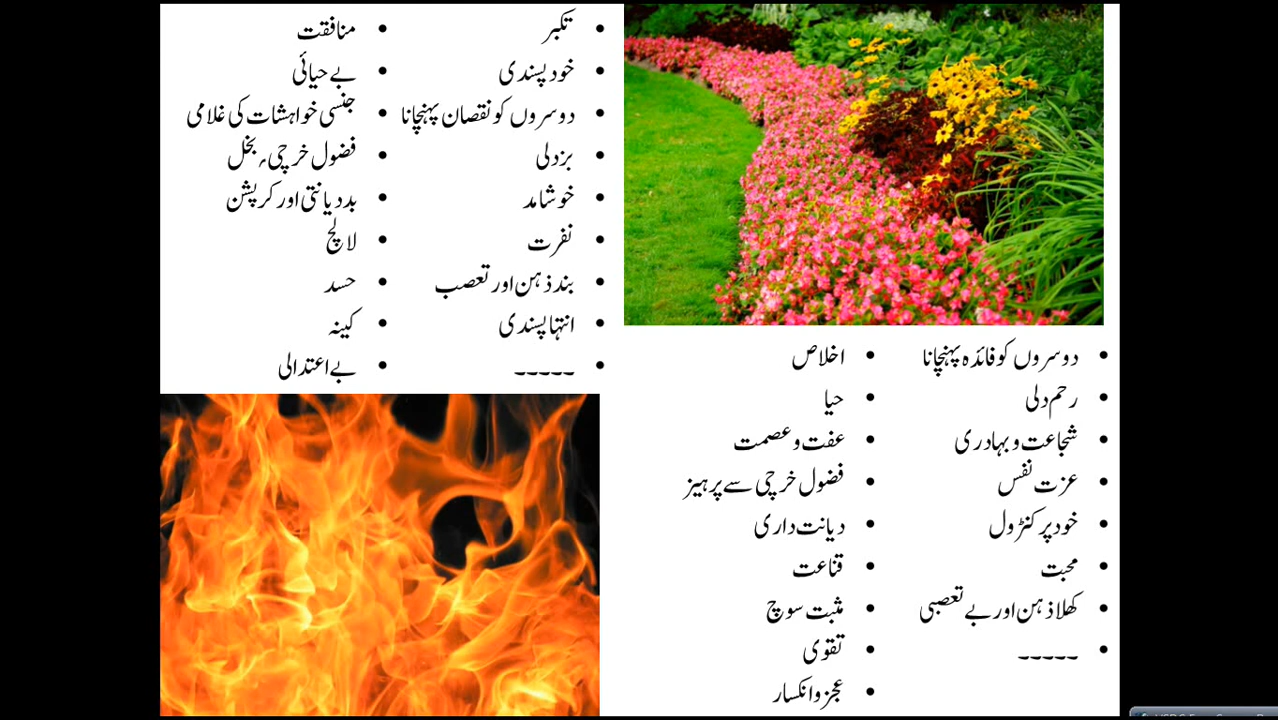 • تکبر
• خود پسندی
• دوسروں کو نقصان پہنچانا
• بزدلی
• خوشامد
• نفرت
• بند ذہن اور تعصب
• انتہا پسندی
• -----
• منافقت
• بے حیائی
• جنسی خواہشات کی غلامی
• فضول خرچی، بخل
• بددیانتی اور کرپشن
• لالچ
• حسد
• کینہ
• بے اعتدالی
• دوسروں کو فائدہ پہنچانا
• رحم دلی
• شجاعت و بہادری
• عزت نفس
• خود پر کنٹرول
• محبت
• کھلا ذہن اور بے تعصبی
• -----
• اخلاص
• حیا
• عفت و عصمت
• فضول خرچی سے پرہیز
• دیانت داری
• قناعت
• مثبت سوچ
• تقوی
• عجز و انکسار